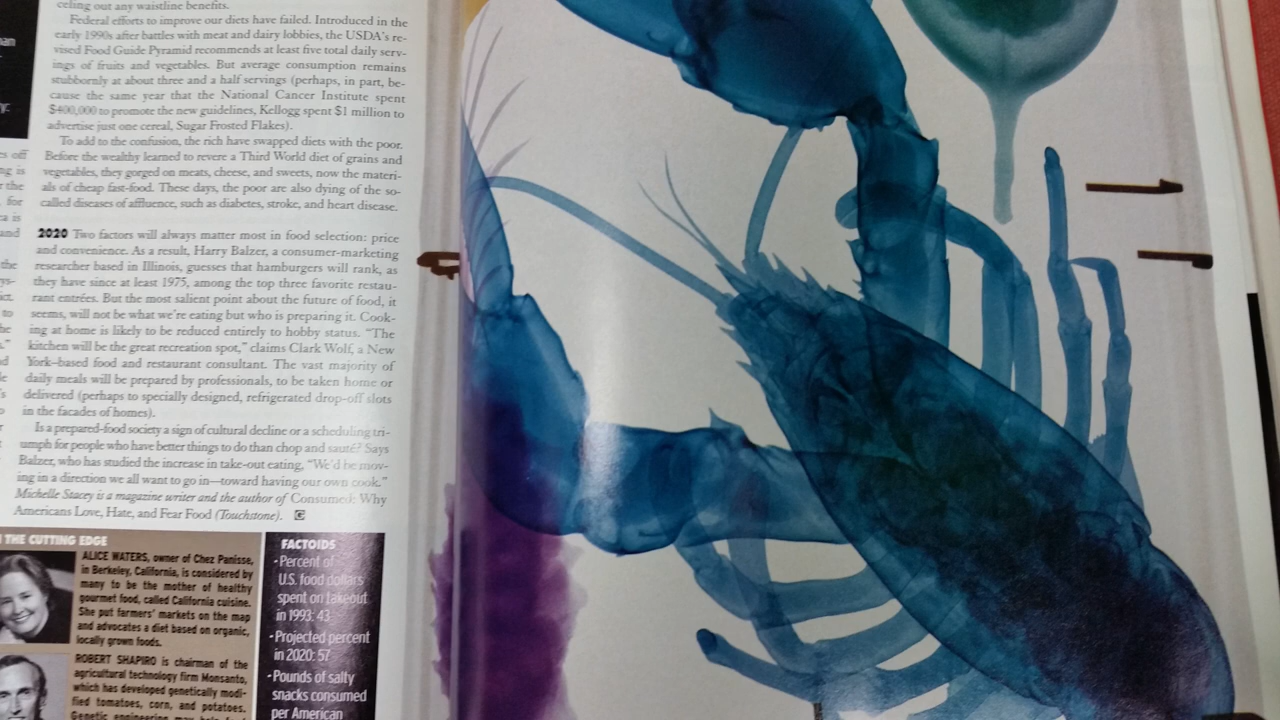 celing out any waistline benefits.
Federal efforts to improve our diets have failed. Introduced in the
early 1990s after battles with meat and dairy lobbies, the USDA's re-
vised Food Guide Pyramid recommends at least five total daily serv-
ings of fruits and vegetables. But average consumption remains
stubbornly at about three and a half servings (perhaps, in part, be-
cause the same year that the National Cancer Institute spent
$400,000 to promote the new guidelines, Kellogg spent $1 million to
advertise just one cereal, Sugar Frosted Flakes).
To add to the confusion, the rich have swapped diets with the poor.
Before the wealthy learned to revere a Third World diet of grains and
vegetables, they gorged on meats, cheese, and sweets, now the materi-
als of cheap fast-food. These days, the poor are also dying of the so-
called diseases of affluence, such as diabetes, stroke, and heart disease.
2020 Two factors will always matter most in food selection: price
and convenience. As a result, Harry Balzer, a consumer-marketing
researcher based in Illinois, guesses that hamburgers will rank, as
they have since at least 1975, among the top three favorite restau-
rant entrées. But the most salient point about the future of food, it
seems, will not be what we're eating but who is preparing it. Cook-
ing at home is likely to be reduced entirely to hobby status. "The
kitchen will be the great recreation spot," claims Clark Wolf, a New
York–based food and restaurant consultant. The vast majority of
daily meals will be prepared by professionals, to be taken home or
delivered (perhaps to specially designed, refrigerated drop-off slots
in the facades of homes).
Is a prepared-food society a sign of cultural decline or a scheduling tri-
umph for people who have better things to do than chop and sauté? Says
Balzer, who has studied the increase in take-out eating, "We'd be mov-
ing in a direction we all want to go in—toward having our own cook."
Michelle Stacey is a magazine writer and the author of Consumed: Why
Americans Love, Hate, and Fear Food (Touchstone).
THE CUTTING EDGE
ALICE WATERS, owner of Chez Panisse,
in Berkeley, California, is considered by
many to be the mother of healthy
gourmet food, called California cuisine.
She put farmers' markets on the map
and advocates a diet based on organic,
locally grown foods.
ROBERT SHAPIRO is chairman of the
agricultural technology firm Monsanto,
which has developed genetically modi-
fied tomatoes, corn, and potatoes.
Genetic engineering may help feed
FACTOIDS
•Percent of
U.S. food dollars
spent on takeout
in 1993: 43
•Projected percent
in 2020: 57
•Pounds of salty
snacks consumed
per American